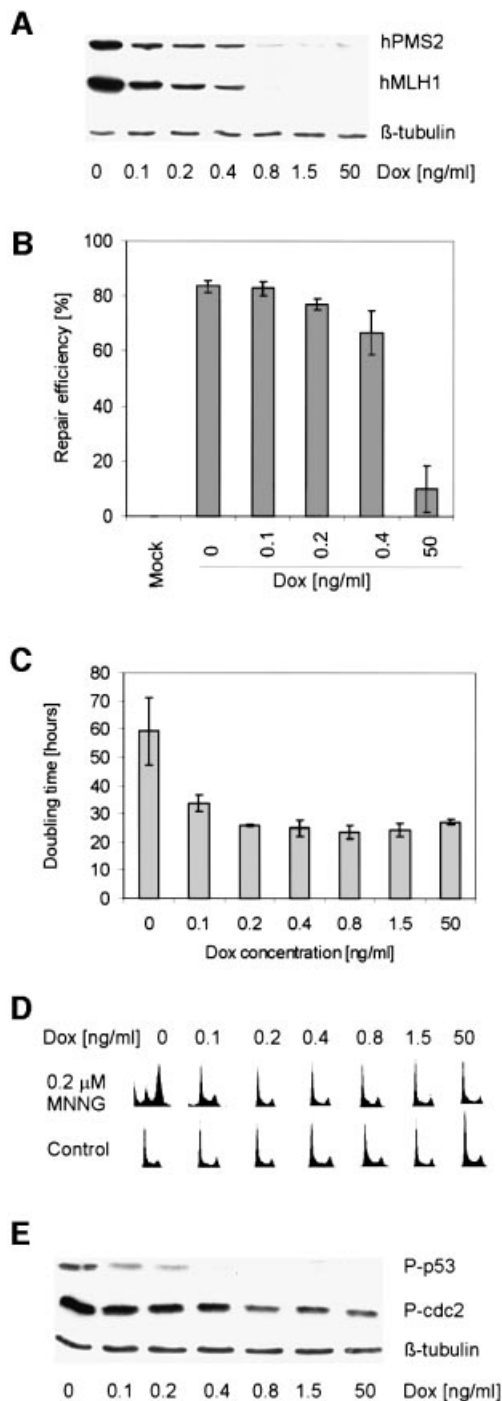 A
hPMS2
hMLH1
ß-tubulin
0 0.1 0.2 0.4 0.8 1.5 50 Dox [ng/ml]
B
Repair efficiency [%]
100
80
60
40
20
0
Mock 0 0.1 0.2 0.4 50
Dox [ng/ml]
C
Doubling time [hours]
80
70
60
50
40
30
20
10
0
0 0.1 0.2 0.4 0.8 1.5 50
Dox concentration [ng/ml]
D
Dox [ng/ml] 0 0.1 0.2 0.4 0.8 1.5 50
0.2 µM
MNNG
Control
E
P-p53
P-cdc2
ß-tubulin
0 0.1 0.2 0.4 0.8 1.5 50 Dox [ng/ml]